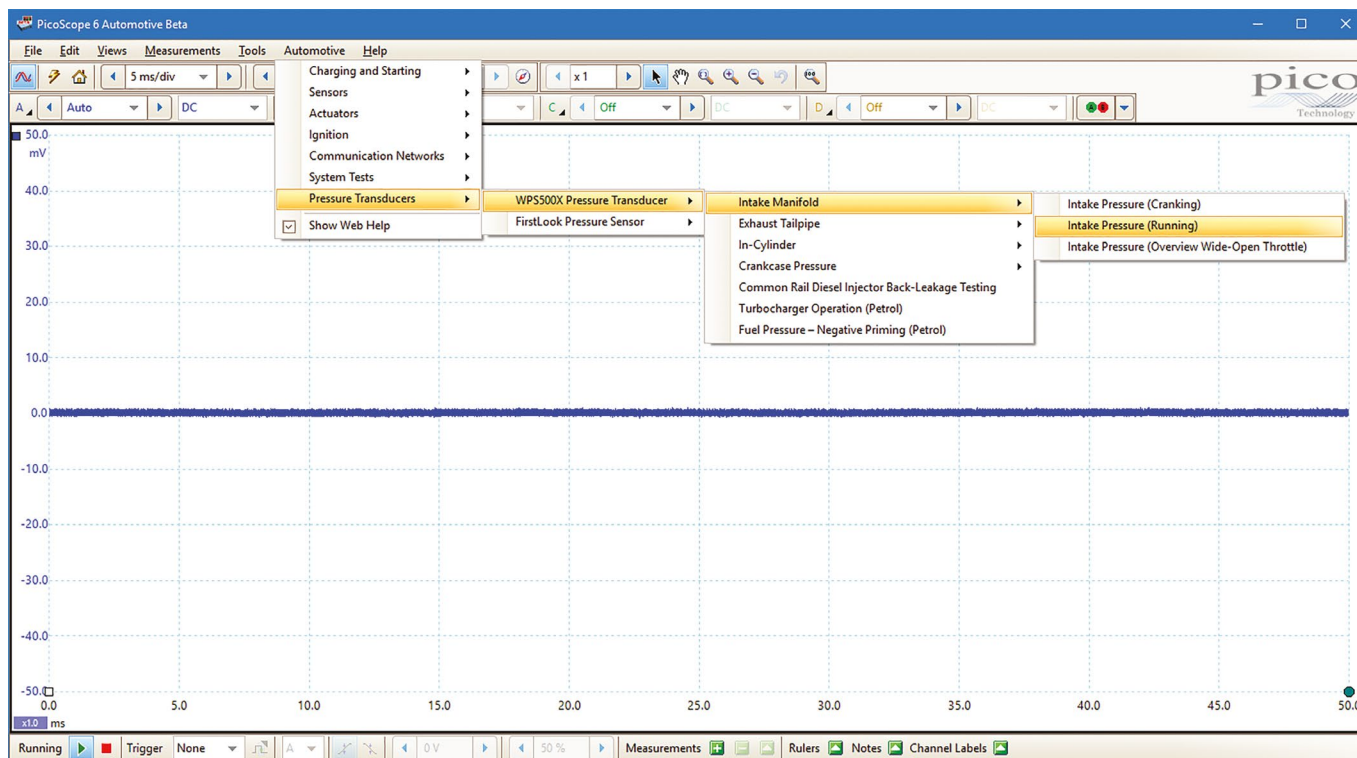 PicoScope 6 Automotive Beta
File Edit Views Measurements Tools Automotive Help
5 ms/div x 1
pico
Technology
A Auto DC C Off DC D Off DC A B
Charging and Starting
Sensors
Actuators
Ignition
Communication Networks
System Tests
Pressure Transducers
Show Web Help
WPS500X Pressure Transducer
FirstLook Pressure Sensor
Intake Manifold
Exhaust Tailpipe
In-Cylinder
Crankcase Pressure
Common Rail Diesel Injector Back-Leakage Testing
Turbocharger Operation (Petrol)
Fuel Pressure – Negative Priming (Petrol)
Intake Pressure (Cranking)
Intake Pressure (Running)
Intake Pressure (Overview Wide-Open Throttle)
50.0
mV
40.0
30.0
20.0
10.0
0.0
-10.0
-20.0
-30.0
-40.0
-50.0
0.0 5.0 10.0 15.0 20.0 25.0 30.0 35.0 40.0 45.0 50.0
x1.0 ms
Running Trigger None A 0 V 50 % Measurements Rulers Notes Channel Labels